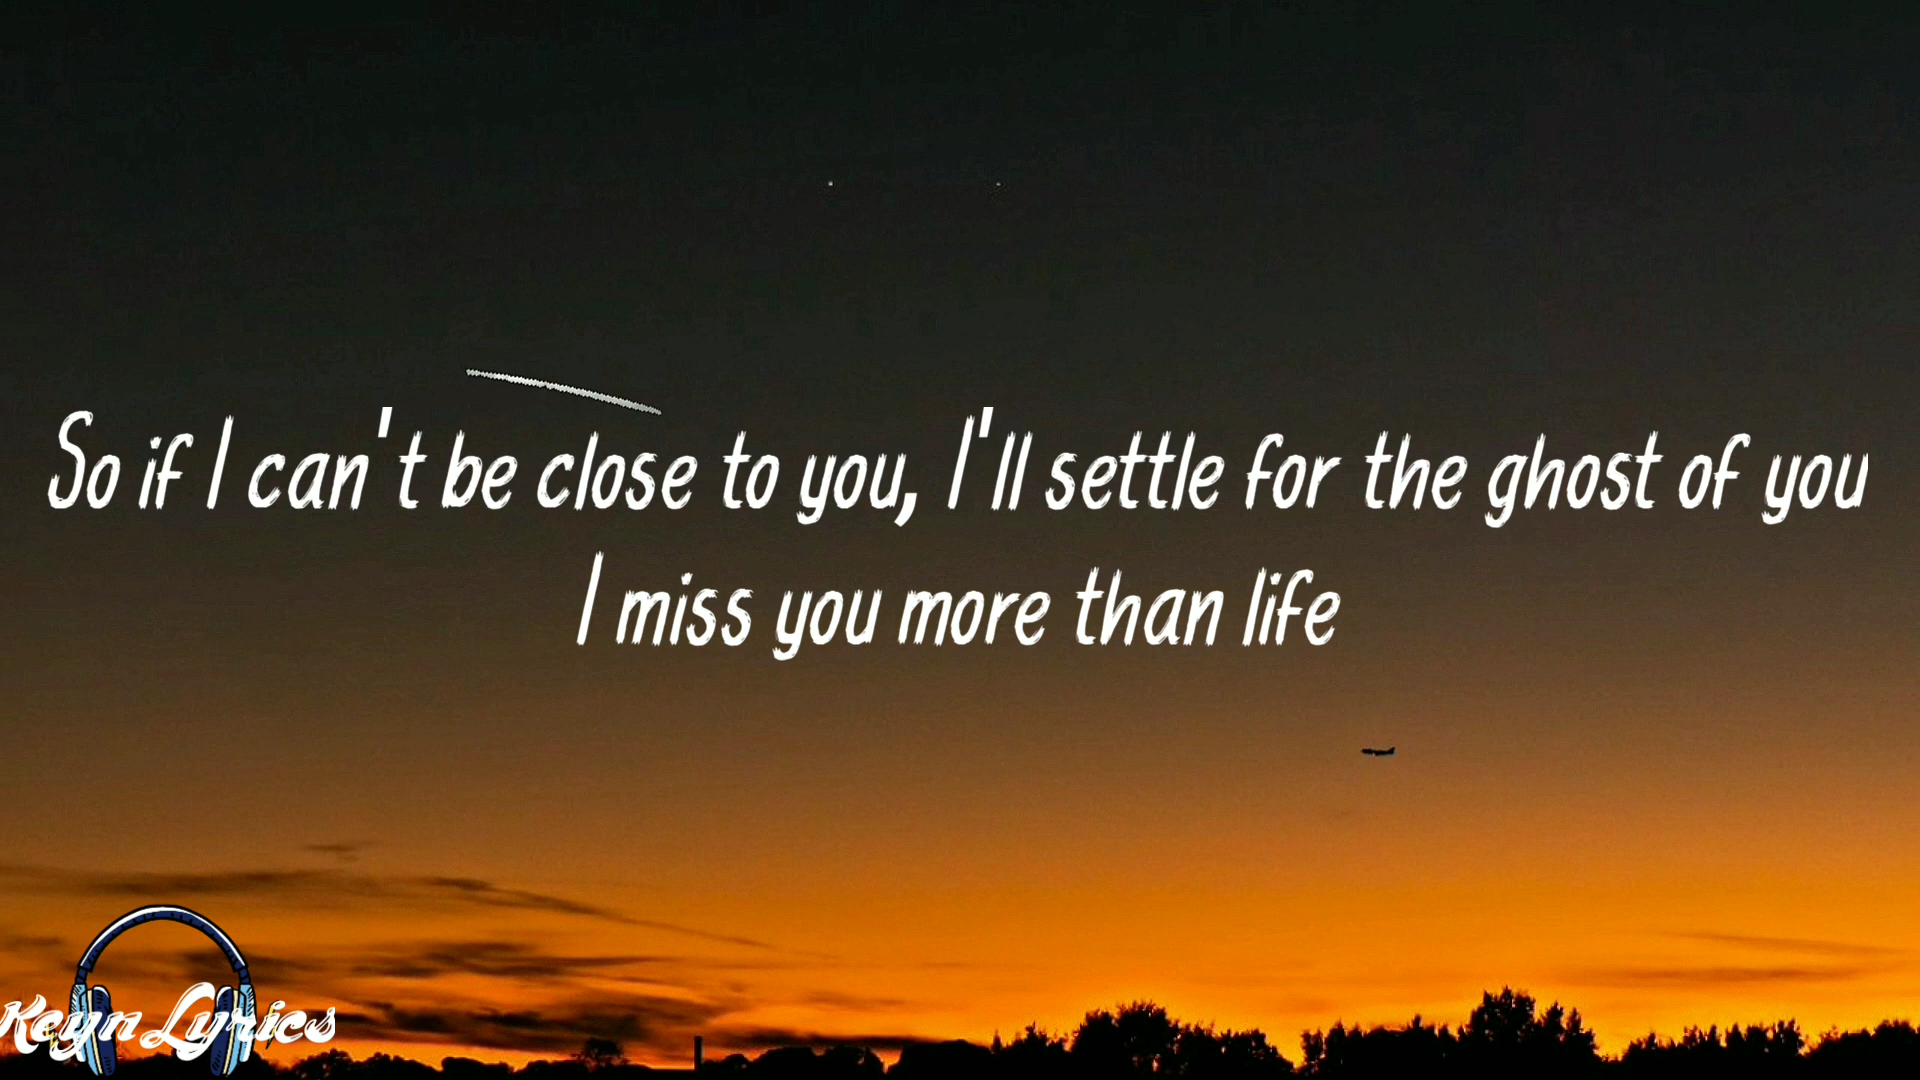 So if I can't be close to you, I'll settle for the ghost of you
I miss you more than life
Keyn Lyrics